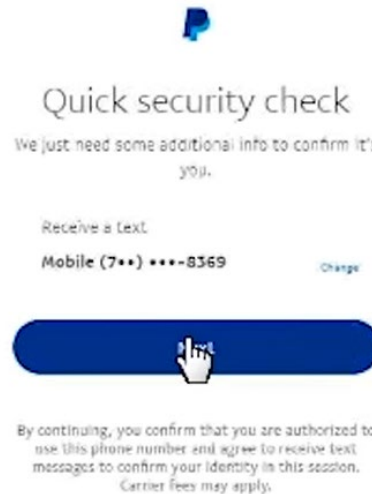 Quick security check
We just need some additional info to confirm it's
you.
Receive a text
Mobile (7••) •••-8369
Change
By continuing, you confirm that you are authorized to
use this phone number and agree to receive text
messages to confirm your identity in this session.
Carrier fees may apply.